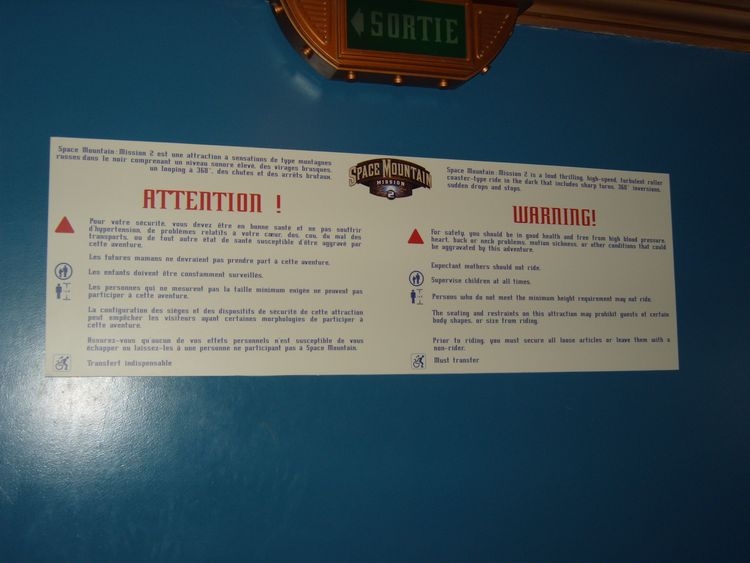 SORTIE
Space Mountain: Mission 2 est une attraction à sensations de type montagnes
russes dans le noir comprenant un niveau sonore élevé, des virages brusques,
un looping à 360°, des chutes et des arrêts brutaux.
ATTENTION !
Pour votre sécurité, vous devez être en bonne santé et ne pas souffrir
d'hypertension, de problèmes relatifs à votre cœur, dos, cou, du mal des
transports, ou de tout autre état de santé susceptible d'être aggravé par
cette aventure.
Les futures mamans ne devraient pas prendre part à cette aventure.
Les enfants doivent être constamment surveillés.
Les personnes qui ne mesurent pas la taille minimum exigée ne peuvent pas
participer à cette aventure.
La configuration des sièges et des dispositifs de sécurité de cette attraction
peut empêcher les visiteurs ayant certaines morphologies de participer à
cette aventure.
Assurez-vous qu'aucun de vos effets personnels n'est susceptible de vous
échapper ou laissez-les à une personne ne participant pas à Space Mountain.
Transfert indispensable
SPACE MOUNTAIN
MISSION
2
Space Mountain: Mission 2 is a loud thrilling, high-speed, turbulent roller
coaster-type ride in the dark that includes sharp turns, 360° inversions,
sudden drops and stops.
WARNING!
For safety, you should be in good health and free from high blood pressure,
heart, back or neck problems, motion sickness, or other conditions that could
be aggravated by this adventure.
Expectant mothers should not ride.
Supervise children at all times.
Persons who do not meet the minimum height requirement may not ride.
The seating and restraints on this attraction may prohibit guests of certain
body shapes, or size from riding.
Prior to riding, you must secure all loose articles or leave them with a
non-rider.
Must transfer